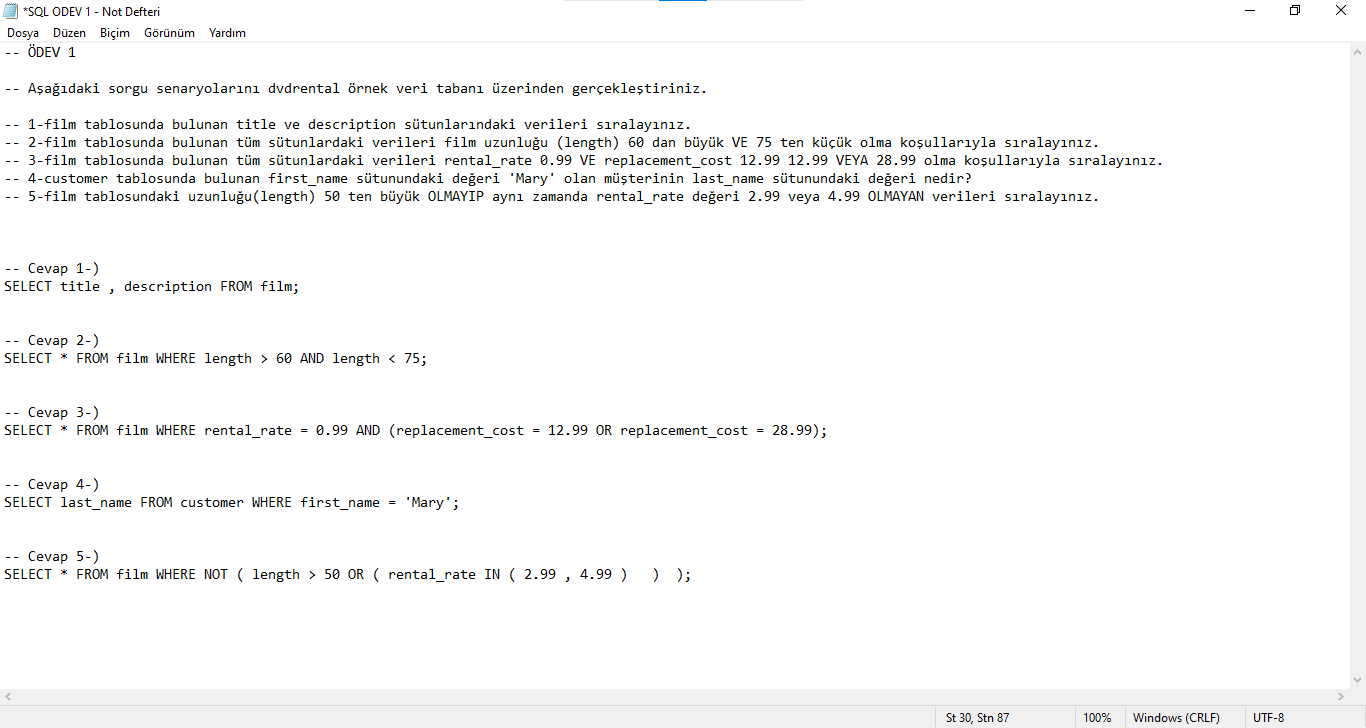 *SQL ODEV 1 - Not Defteri
Dosya Düzen Biçim Görünüm Yardım
-- ÖDEV 1
-- Aşağıdaki sorgu senaryolarını dvdrental örnek veri tabanı üzerinden gerçekleştiriniz.
-- 1-film tablosunda bulunan title ve description sütunlarındaki verileri sıralayınız.
-- 2-film tablosunda bulunan tüm sütunlardaki verileri film uzunluğu (length) 60 dan büyük VE 75 ten küçük olma koşullarıyla sıralayınız.
-- 3-film tablosunda bulunan tüm sütunlardaki verileri rental_rate 0.99 VE replacement_cost 12.99 12.99 VEYA 28.99 olma koşullarıyla sıralayınız.
-- 4-customer tablosunda bulunan first_name sütunundaki değeri 'Mary' olan müşterinin last_name sütunundaki değeri nedir?
-- 5-film tablosundaki uzunluğu(length) 50 ten büyük OLMAYIP aynı zamanda rental_rate değeri 2.99 veya 4.99 OLMAYAN verileri sıralayınız.
-- Cevap 1-)
SELECT title , description FROM film;
-- Cevap 2-)
SELECT * FROM film WHERE length > 60 AND length < 75;
-- Cevap 3-)
SELECT * FROM film WHERE rental_rate = 0.99 AND (replacement_cost = 12.99 OR replacement_cost = 28.99);
-- Cevap 4-)
SELECT last_name FROM customer WHERE first_name = 'Mary';
-- Cevap 5-)
SELECT * FROM film WHERE NOT ( length > 50 OR ( rental_rate IN ( 2.99 , 4.99 )   )  );
St 30, Stn 87 100% Windows (CRLF) UTF-8